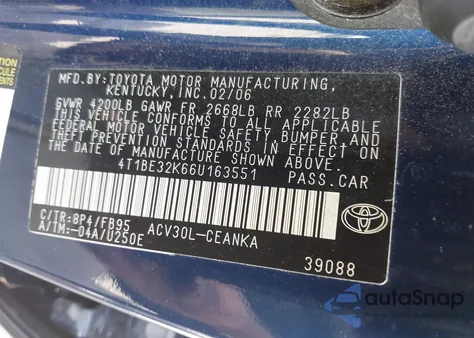 MFD.BY:TOYOTA MOTOR MANUFACTURING,
KENTUCKY,INC. 02/06
GVWR 4200LB GAWR FR 2668LB RR 2282LB
THIS VEHICLE CONFORMS TO ALL APPLICABLE
FEDERAL MOTOR VEHICLE SAFETY, BUMPER, AND
THEFT PREVENTION STANDARDS IN EFFECT ON
THE DATE OF MANUFACTURE SHOWN ABOVE.
4T1BE32K66U163551 PASS.CAR
C/TR:8P4/FB95 ACV30L-CEANKA
A/TM:-04A/U250E
TOYOTA
39088
autoSnap